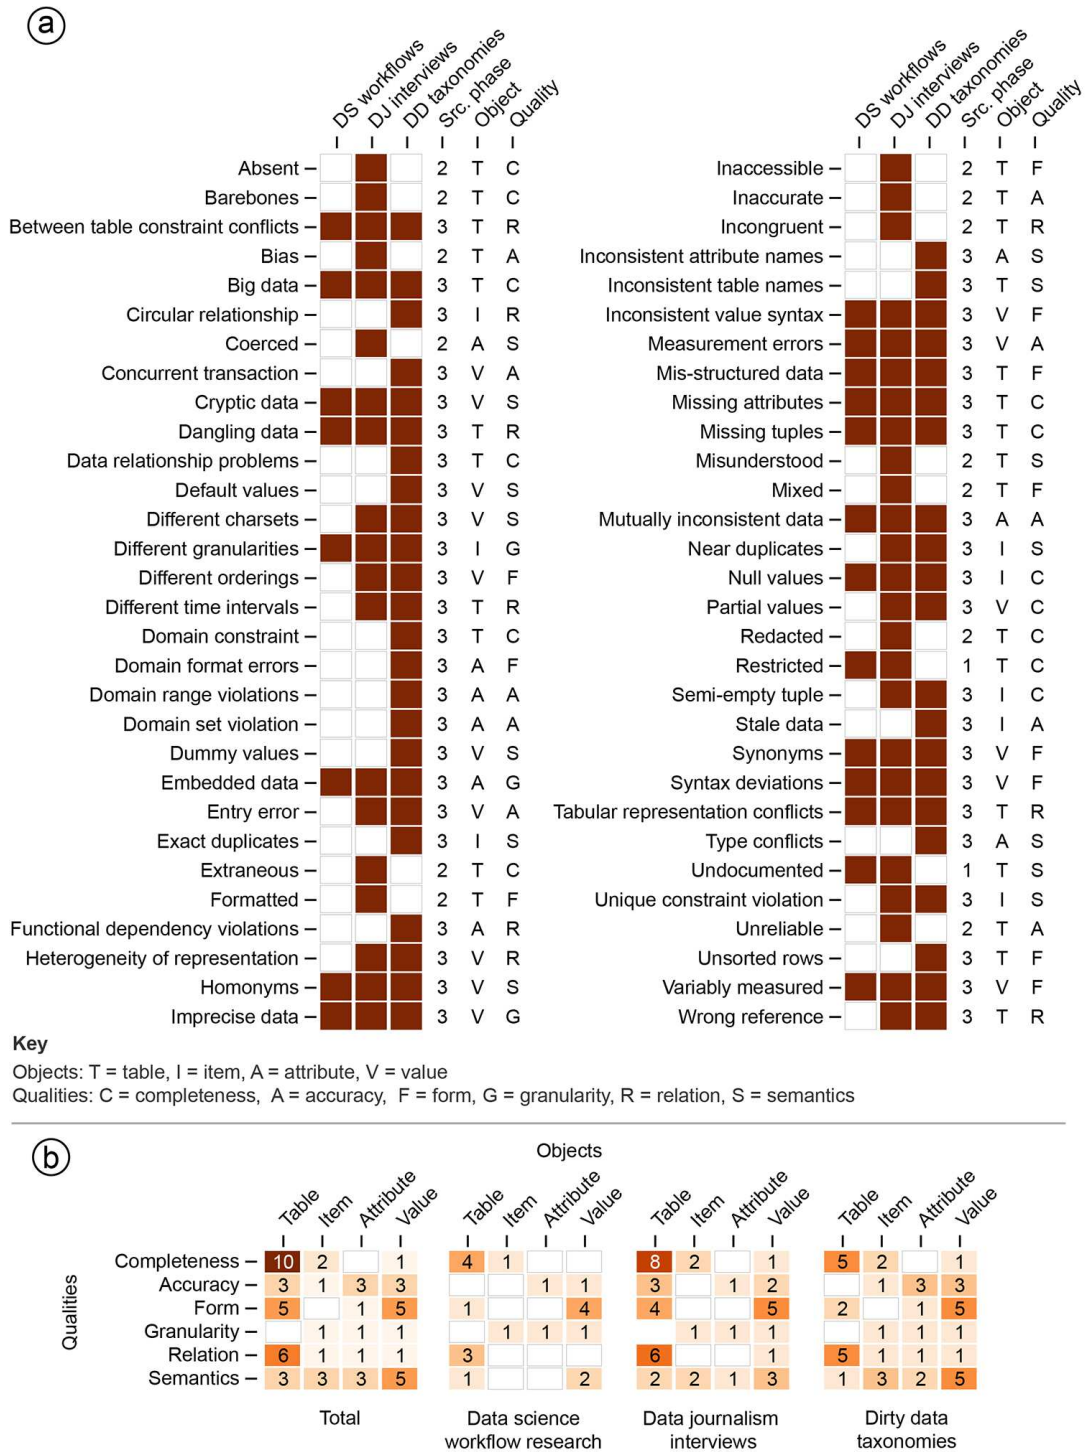 a
DS workflows DJ interviews DD taxonomies Src. phase Object Quality
DS workflows DJ interviews DD taxonomies Src. phase Object Quality
Absent 2 T C
Barebones 2 T C
Between table constraint conflicts 3 T R
Bias 2 T A
Big data 3 T C
Circular relationship 3 I R
Coerced 2 A S
Concurrent transaction 3 V A
Cryptic data 3 V S
Dangling data 3 T R
Data relationship problems 3 T C
Default values 3 V S
Different charsets 3 V S
Different granularities 3 I G
Different orderings 3 V F
Different time intervals 3 T R
Domain constraint 3 T C
Domain format errors 3 A F
Domain range violations 3 A A
Domain set violation 3 A A
Dummy values 3 V S
Embedded data 3 A G
Entry error 3 V A
Exact duplicates 3 I S
Extraneous 2 T C
Formatted 2 T F
Functional dependency violations 3 A R
Heterogeneity of representation 3 V R
Homonyms 3 V S
Imprecise data 3 V G
Inaccessible 2 T F
Inaccurate 2 T A
Incongruent 2 T R
Inconsistent attribute names 3 A S
Inconsistent table names 3 T S
Inconsistent value syntax 3 V F
Measurement errors 3 V A
Mis-structured data 3 T F
Missing attributes 3 T C
Missing tuples 3 T C
Misunderstood 2 T S
Mixed 2 T F
Mutually inconsistent data 3 A A
Near duplicates 3 I S
Null values 3 I C
Partial values 3 V C
Redacted 2 T C
Restricted 1 T C
Semi-empty tuple 3 I C
Stale data 3 I A
Synonyms 3 V F
Syntax deviations 3 V F
Tabular representation conflicts 3 T R
Type conflicts 3 A S
Undocumented 1 T S
Unique constraint violation 3 I S
Unreliable 2 T A
Unsorted rows 3 T F
Variably measured 3 V F
Wrong reference 3 T R
Key
Objects: T = table, I = item, A = attribute, V = value
Qualities: C = completeness, A = accuracy, F = form, G = granularity, R = relation, S = semantics
b
Objects
Table Item Attribute Value Table Item Attribute Value Table Item Attribute Value Table Item Attribute Value
Qualities
Completeness 10 2 1 4 1 8 2 1 5 2 1
Accuracy 3 1 3 3 1 1 3 1 2 1 3 3
Form 5 1 5 1 4 4 5 2 1 5
Granularity 1 1 1 1 1 1 1 1 1 1 1 1
Relation 6 1 1 1 3 6 1 5 1 1 1
Semantics 3 3 3 5 1 2 2 2 1 3 1 3 2 5
Total
Data science
workflow research
Data journalism
interviews
Dirty data
taxonomies